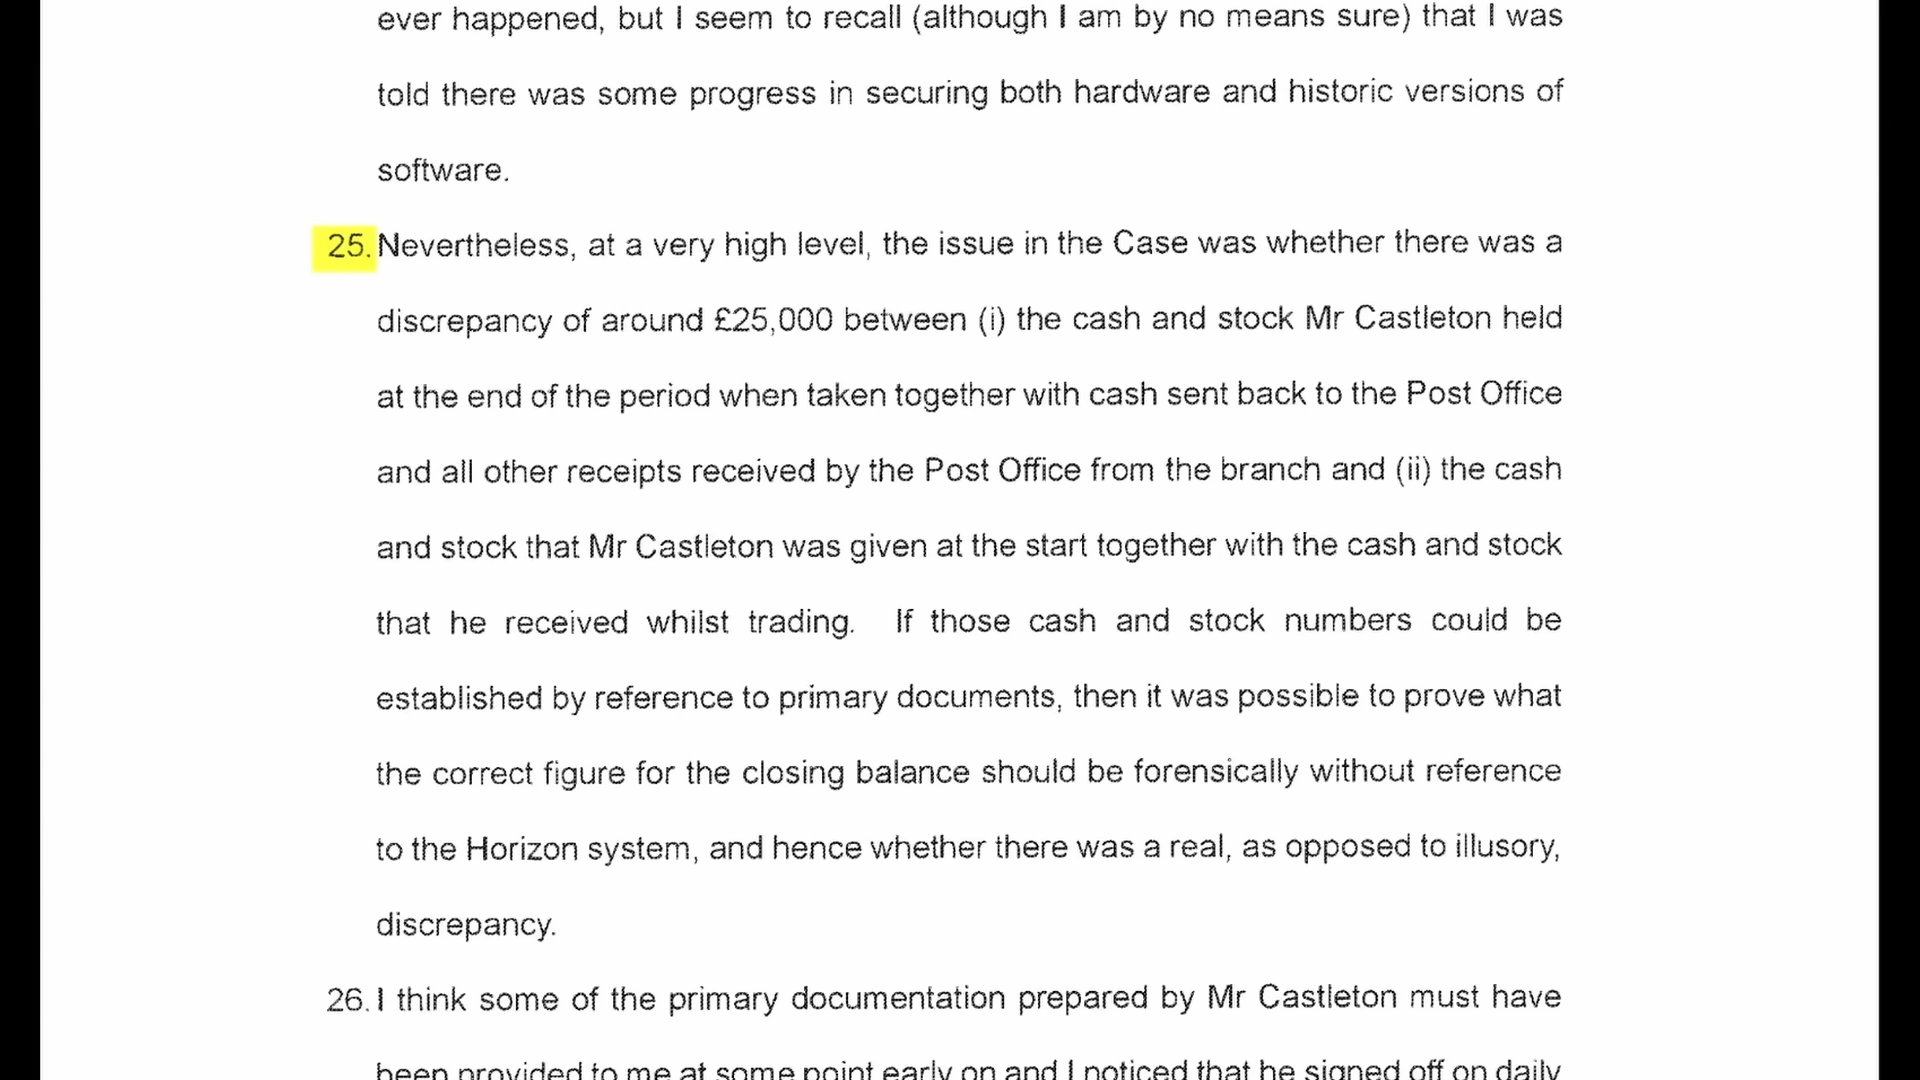 ever happened, but I seem to recall (although I am by no means sure) that I was
told there was some progress in securing both hardware and historic versions of
software.
25. Nevertheless, at a very high level, the issue in the Case was whether there was a
discrepancy of around £25,000 between (i) the cash and stock Mr Castleton held
at the end of the period when taken together with cash sent back to the Post Office
and all other receipts received by the Post Office from the branch and (ii) the cash
and stock that Mr Castleton was given at the start together with the cash and stock
that he received whilst trading. If those cash and stock numbers could be
established by reference to primary documents, then it was possible to prove what
the correct figure for the closing balance should be forensically without reference
to the Horizon system, and hence whether there was a real, as opposed to illusory,
discrepancy.
26. I think some of the primary documentation prepared by Mr Castleton must have
been provided to me at some point early on and I noticed that he signed off on daily